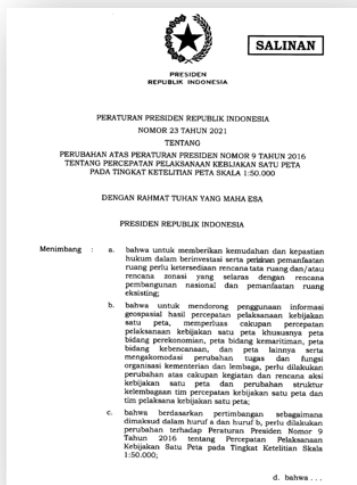 SALINAN
PRESIDEN
REPUBLIK INDONESIA
PERATURAN PRESIDEN REPUBLIK INDONESIA
NOMOR 23 TAHUN 2021
TENTANG
PERUBAHAN ATAS PERATURAN PRESIDEN NOMOR 9 TAHUN 2016
TENTANG PERCEPATAN PELAKSANAAN KEBIJAKAN SATU PETA
PADA TINGKAT KETELITIAN PETA SKALA 1:50.000
DENGAN RAHMAT TUHAN YANG MAHA ESA
PRESIDEN REPUBLIK INDONESIA
Menimbang : a. bahwa untuk memberikan kemudahan dan kepastian
hukum dalam berinvestasi serta perizinan pemanfaatan
ruang perlu ketersediaan rencana tata ruang dan/atau
rencana zonasi yang selaras dengan rencana
pembangunan nasional dan pemanfaatan ruang
eksisting;
b. bahwa untuk mendorong penggunaan informasi
geospasial hasil percepatan pelaksanaan kebijakan
satu peta, memperluas cakupan percepatan
pelaksanaan kebijakan satu peta khususnya peta
bidang perekonomian, peta bidang kemaritiman, peta
bidang kebencanaan, dan peta lainnya serta
mengakomodasi perubahan tugas dan fungsi
organisasi kementerian dan lembaga, perlu dilakukan
perubahan atas cakupan kegiatan dan rencana aksi
kebijakan satu peta dan perubahan struktur
kelembagaan tim percepatan kebijakan satu peta dan
tim pelaksana kebijakan satu peta;
c. bahwa berdasarkan pertimbangan sebagaimana
dimaksud dalam huruf a dan huruf b, perlu dilakukan
perubahan terhadap Peraturan Presiden Nomor 9
Tahun 2016 tentang Percepatan Pelaksanaan
Kebijakan Satu Peta pada Tingkat Ketelitian Skala
1:50.000;
d. bahwa . . .